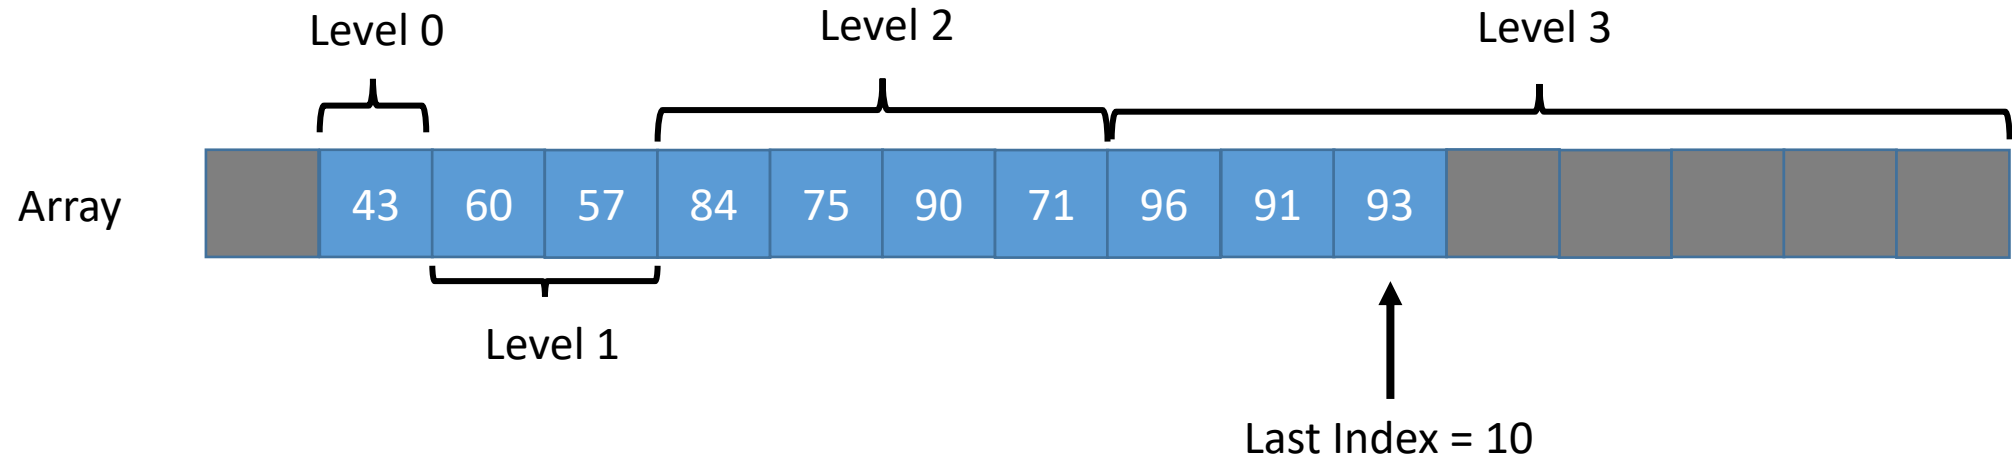 Level 0
Level 2
Level 3
Array
43 60 57 84 75 90 71 96 91 93
Level 1
Last Index = 10